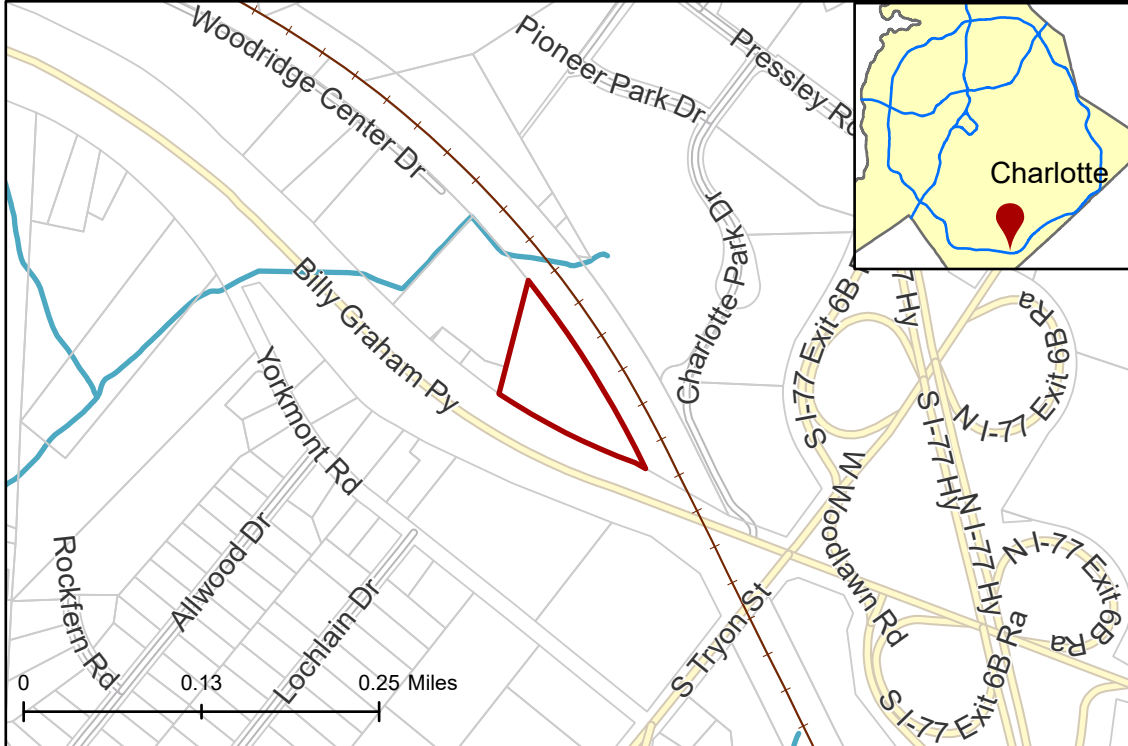 Woodridge Center Dr
Pioneer Park Dr
Pressley Rd
Charlotte
Charlotte Park Dr
Billy Graham Py
Yorkmont Rd
Allwood Dr
Rockfern Rd
Lochlain Dr
S Tryon St
W Woodlawn Rd
S I-77 Exit 6B
7 Hy
S I-77 Hy
N I-77 Exit 6B Ra
N I-77 Hy
N I-77 Exit 6B Ra
S I-77 Exit 6B Ra
0 0.13 0.25 Miles